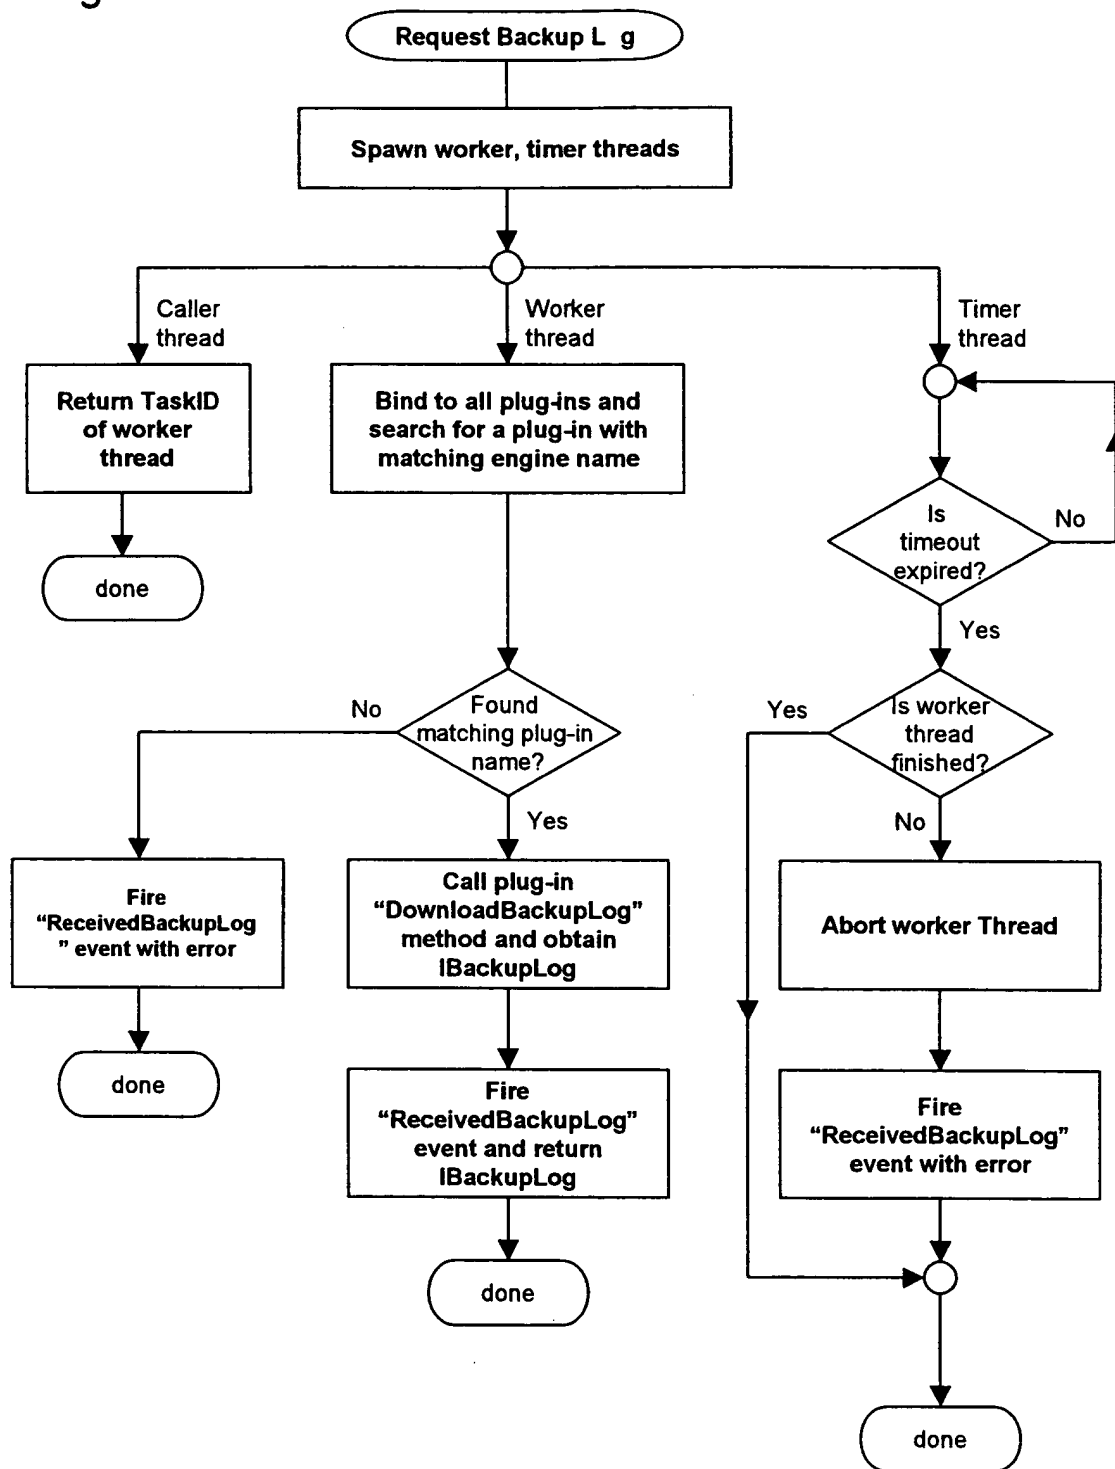 Request Backup L g
Spawn worker, timer threads
Caller
thread
Worker
thread
Timer
thread
Return TaskID
of worker
thread
Bind to all plug-ins and
search for a plug-in with
matching engine name
Is
timeout
expired?
No
done
Yes
No
Found
matching plug-in
name?
Yes
Is worker
thread
finished?
Yes
No
Fire
“ReceivedBackupLog
” event with error
Call plug-in
“DownloadBackupLog”
method and obtain
IBackupLog
Abort worker Thread
done
Fire
“ReceivedBackupLog”
event and return
IBackupLog
Fire
“ReceivedBackupLog”
event with error
done
done